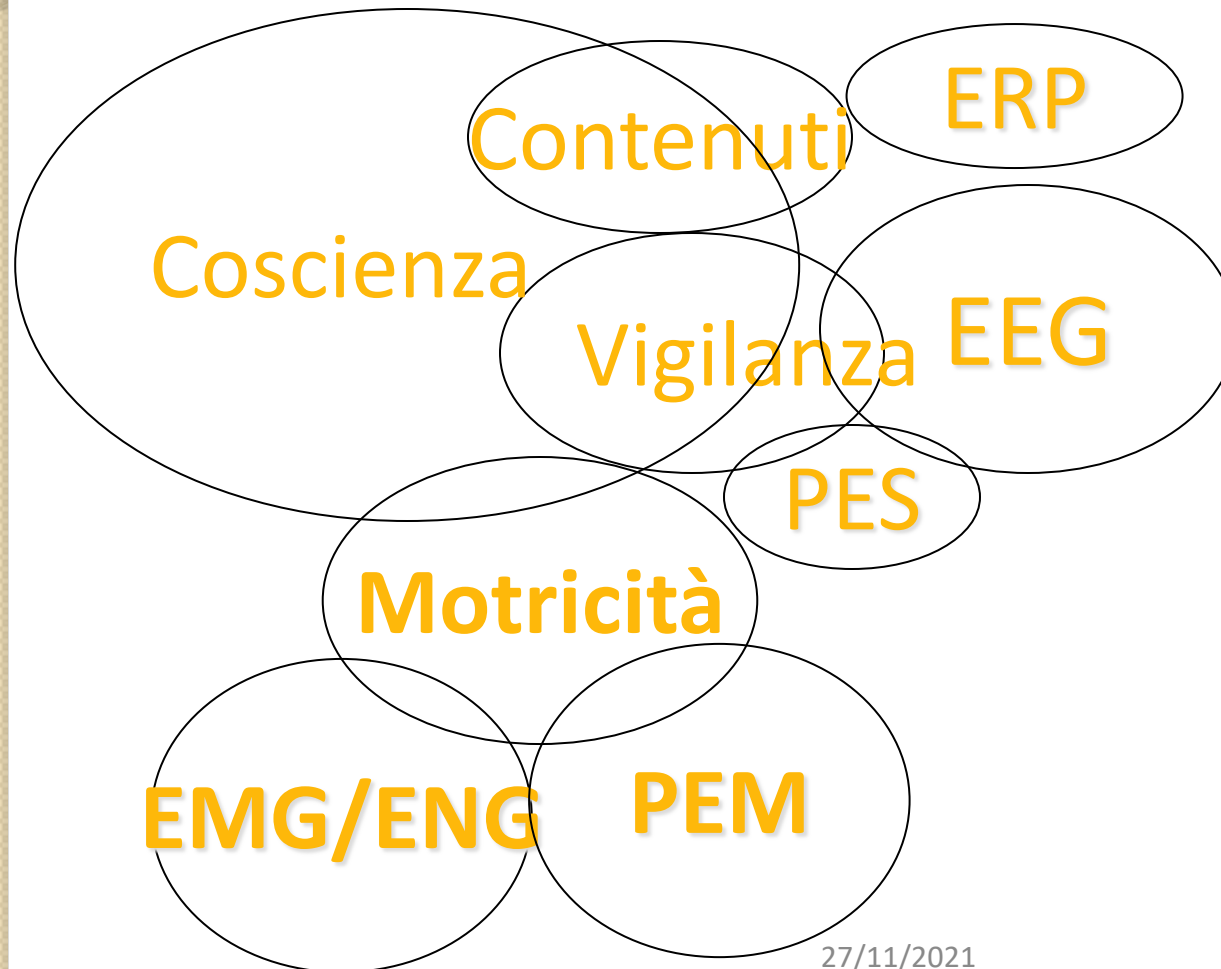 ERP
Contenuti
Coscienza
EEG
Vigilanza
PES
Motricità
EMG/ENG
PEM
27/11/2021